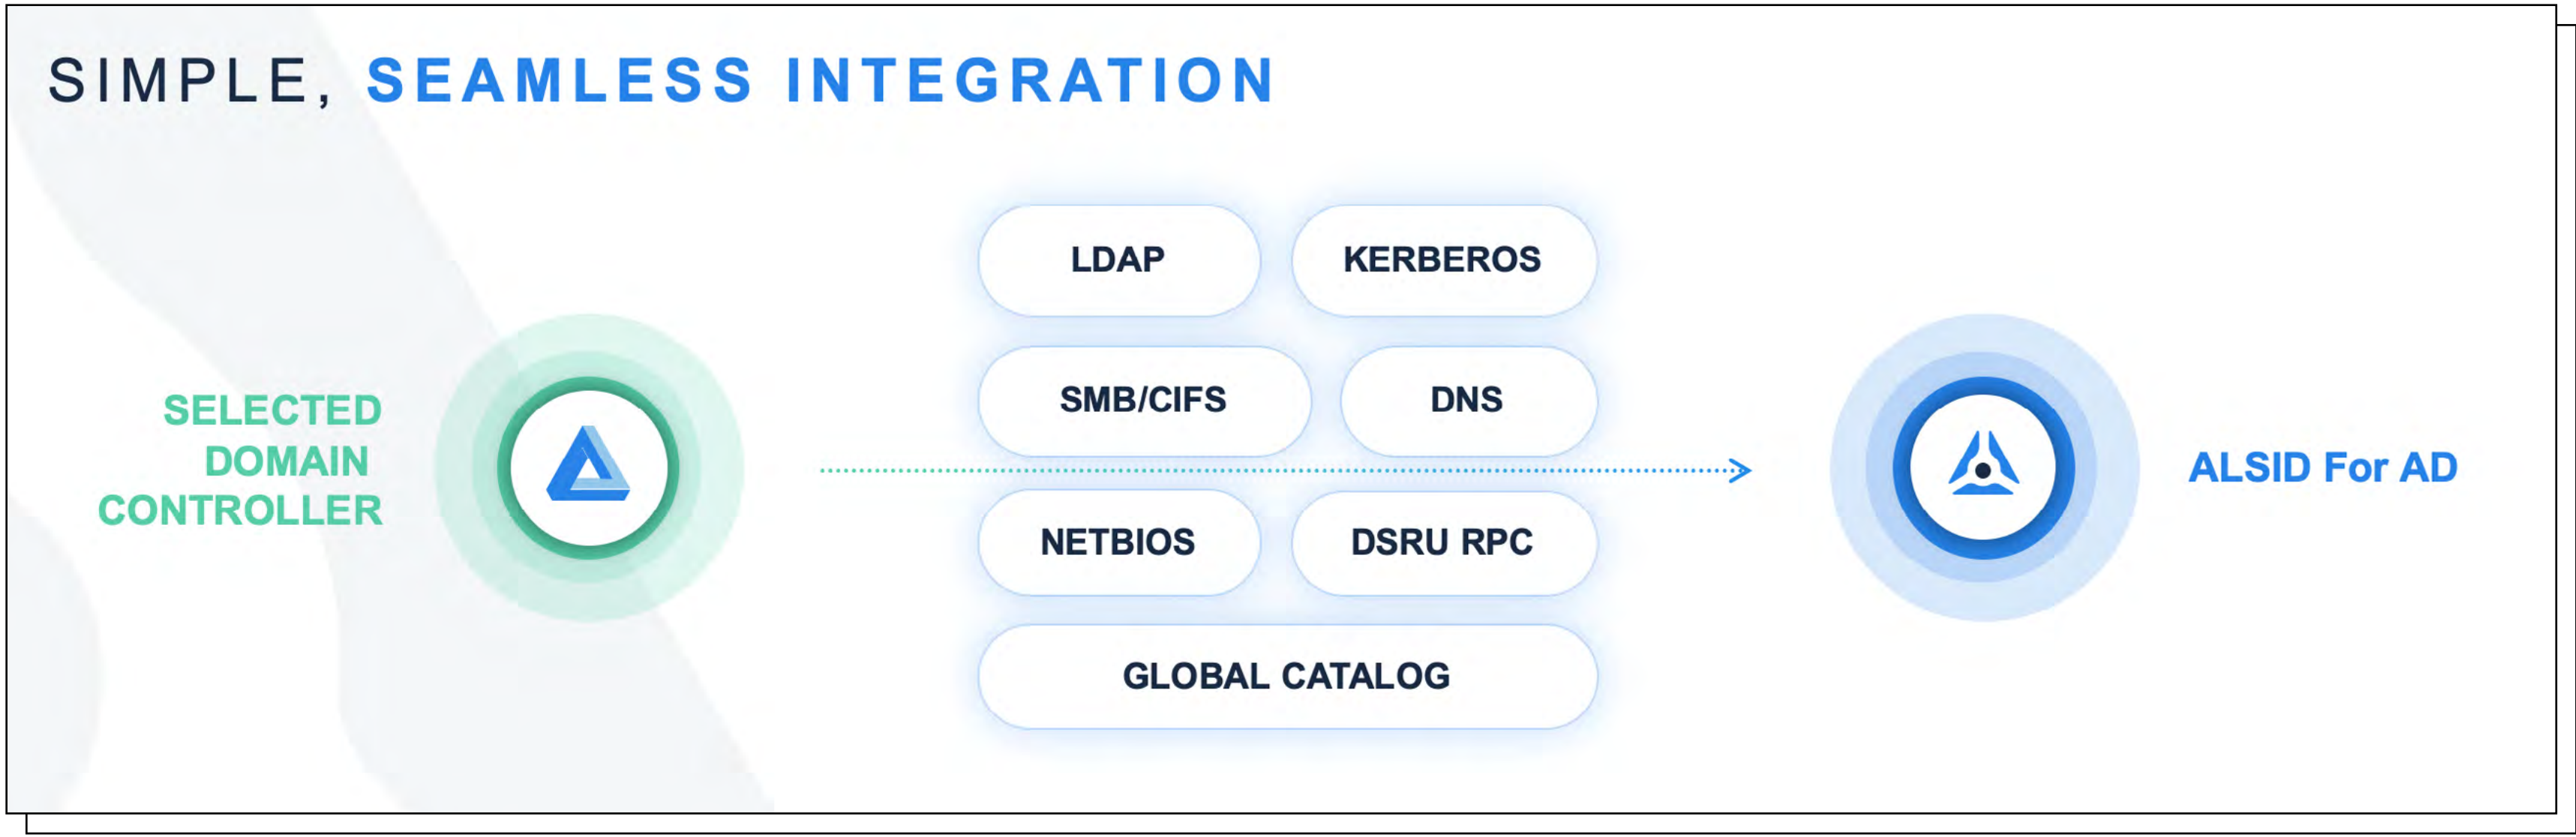 SIMPLE, SEAMLESS INTEGRATION
LDAP
KERBEROS
SMB/CIFS
DNS
SELECTED
DOMAIN
CONTROLLER
ALSID For AD
NETBIOS
DSRU RPC
GLOBAL CATALOG